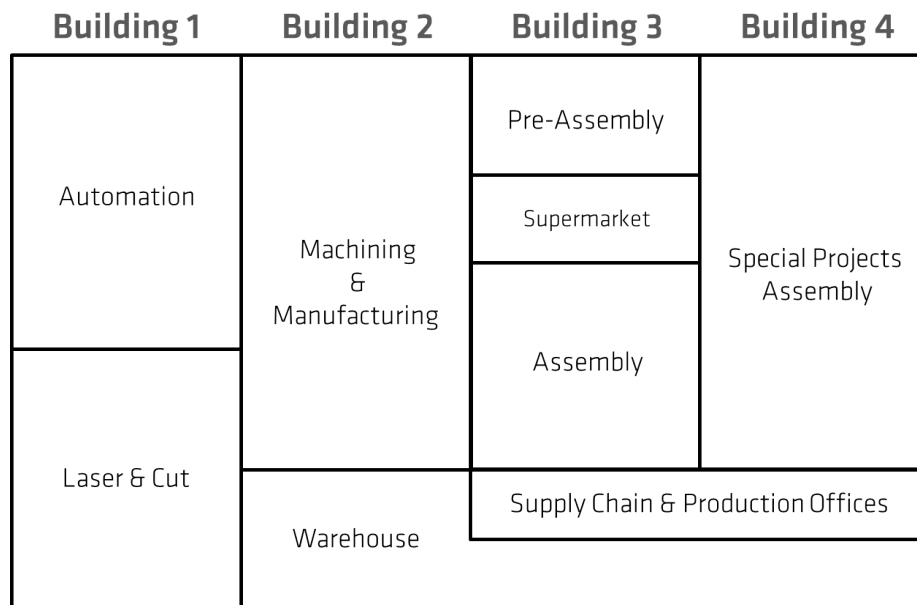 Building 1
Building 2
Building 3
Building 4
Automation
Laser & Cut
Machining
&
Manufacturing
Warehouse
Pre-Assembly
Supermarket
Assembly
Special Projects
Assembly
Supply Chain & Production Offices